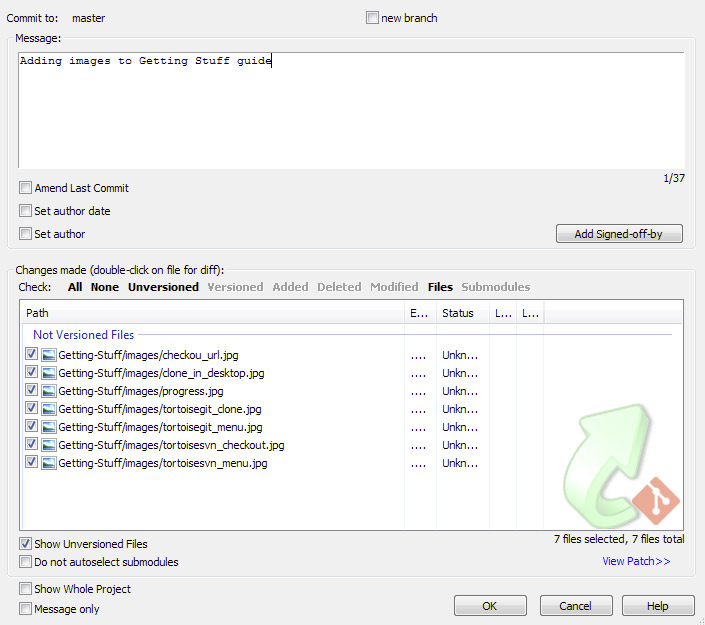 Commit to: master new branch
Message:
Adding images to Getting Stuff guide
1/37
Amend Last Commit
Set author date
Set author Add Signed-off-by
Changes made (double-click on file for diff):
Check: All None Unversioned Versioned Added Deleted Modified Files Submodules
Path E... Status L... L...
Not Versioned Files
Getting-Stuff/images/checkou_url.jpg .... Unkn...
Getting-Stuff/images/clone_in_desktop.jpg .... Unkn...
Getting-Stuff/images/progress.jpg .... Unkn...
Getting-Stuff/images/tortoisegit_clone.jpg .... Unkn...
Getting-Stuff/images/tortoisegit_menu.jpg .... Unkn...
Getting-Stuff/images/tortoisesvn_checkout.jpg .... Unkn...
Getting-Stuff/images/tortoisesvn_menu.jpg .... Unkn...
Show Unversioned Files 7 files selected, 7 files total
Do not autoselect submodules View Patch>>
Show Whole Project
Message only OK Cancel Help